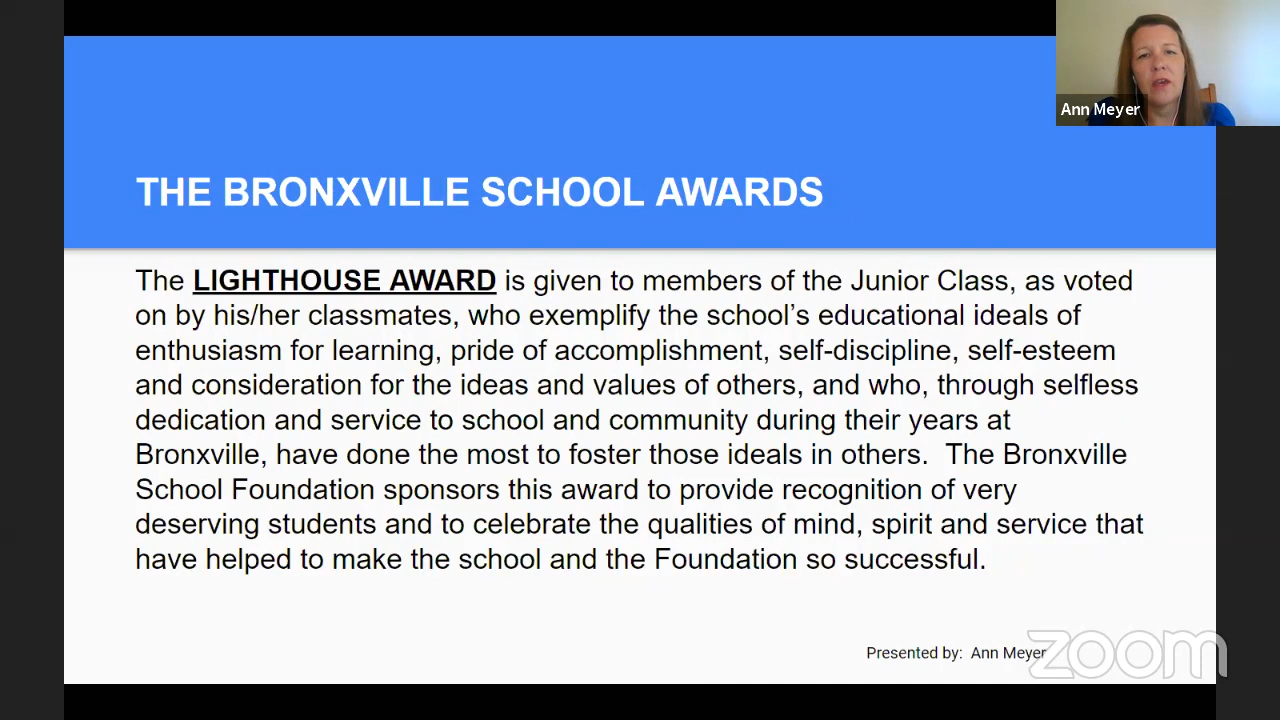 Ann Meyer
THE BRONXVILLE SCHOOL AWARDS
The LIGHTHOUSE AWARD is given to members of the Junior Class, as voted
on by his/her classmates, who exemplify the school’s educational ideals of
enthusiasm for learning, pride of accomplishment, self-discipline, self-esteem
and consideration for the ideas and values of others, and who, through selfless
dedication and service to school and community during their years at
Bronxville, have done the most to foster those ideals in others.  The Bronxville
School Foundation sponsors this award to provide recognition of very
deserving students and to celebrate the qualities of mind, spirit and service that
have helped to make the school and the Foundation so successful.
Presented by:  Ann Meyer
zoom